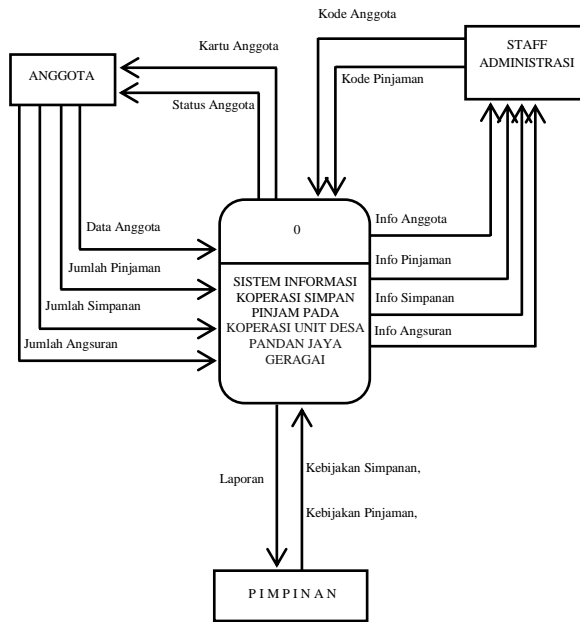 Kode Anggota
Kartu Anggota
STAFF
ADMINISTRASI
ANGGOTA
Kode Pinjaman
Status Anggota
Data Anggota
0
Info Anggota
Jumlah Pinjaman
Info Pinjaman
SISTEM INFORMASI
KOPERASI SIMPAN
PINJAM PADA
KOPERASI UNIT DESA
PANDAN JAYA
GERAGAI
Jumlah Simpanan
Info Simpanan
Jumlah Angsuran
Info Angsuran
Laporan
Kebijakan Simpanan,
Kebijakan Pinjaman,
P I M P I N A N